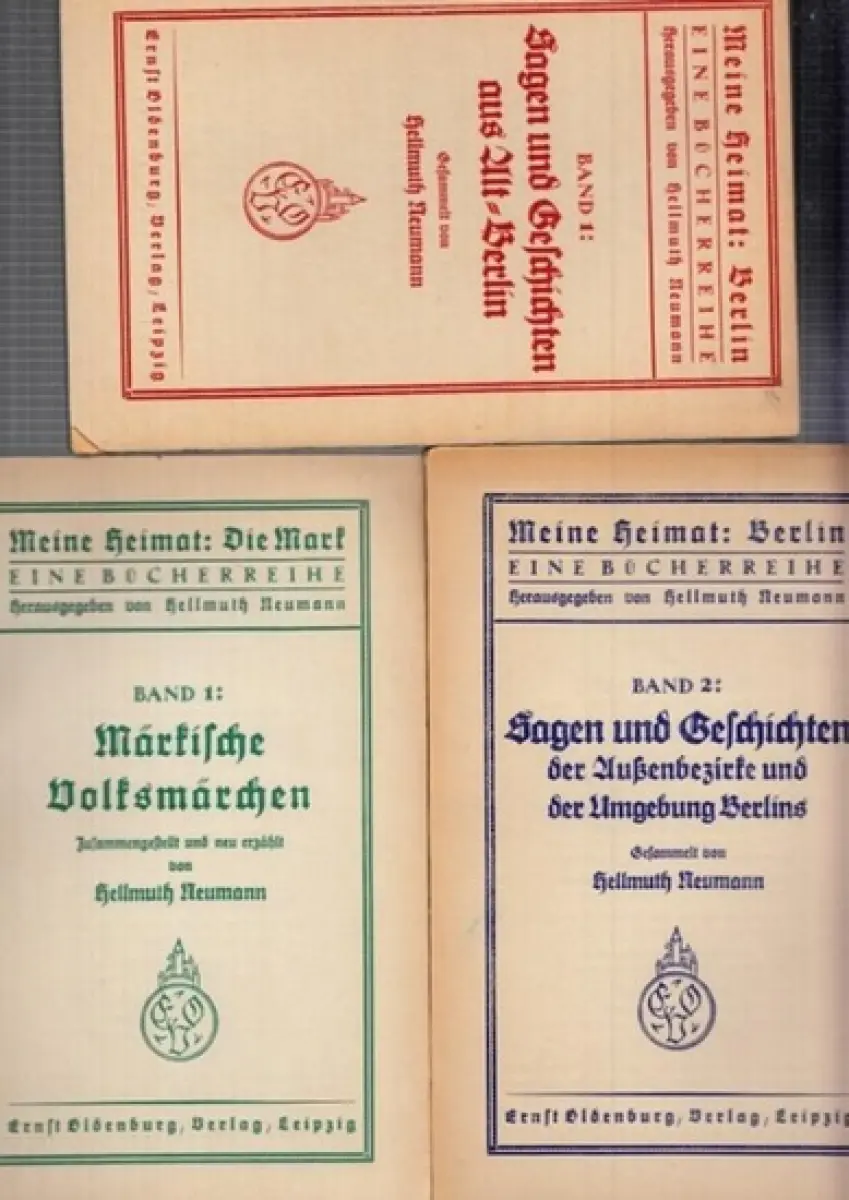 Meine Heimat: Berlin
EINE BÜCHERREIHE
Herausgegeben von Hellmuth Neumann
BAND 1:
Sagen und Geschichten
aus Alt-Berlin
Gesammelt von
Hellmuth Neumann
EVO
Ernst Oldenburg, Verlag, Leipzig
Meine Heimat: Die Mark
EINE BÜCHERREIHE
Herausgegeben von Hellmuth Neumann
BAND 1:
Märkische
Volksmärchen
Zusammengestellt und neu erzählt
von
Hellmuth Neumann
EVO
Ernst Oldenburg, Verlag, Leipzig
Meine Heimat: Berlin
EINE BÜCHERREIHE
Herausgegeben von Hellmuth Neumann
BAND 2:
Sagen und Geschichten
der Außenbezirke und
der Umgebung Berlins
Gesammelt von
Hellmuth Neumann
EVO
Ernst Oldenburg, Verlag, Leipzig